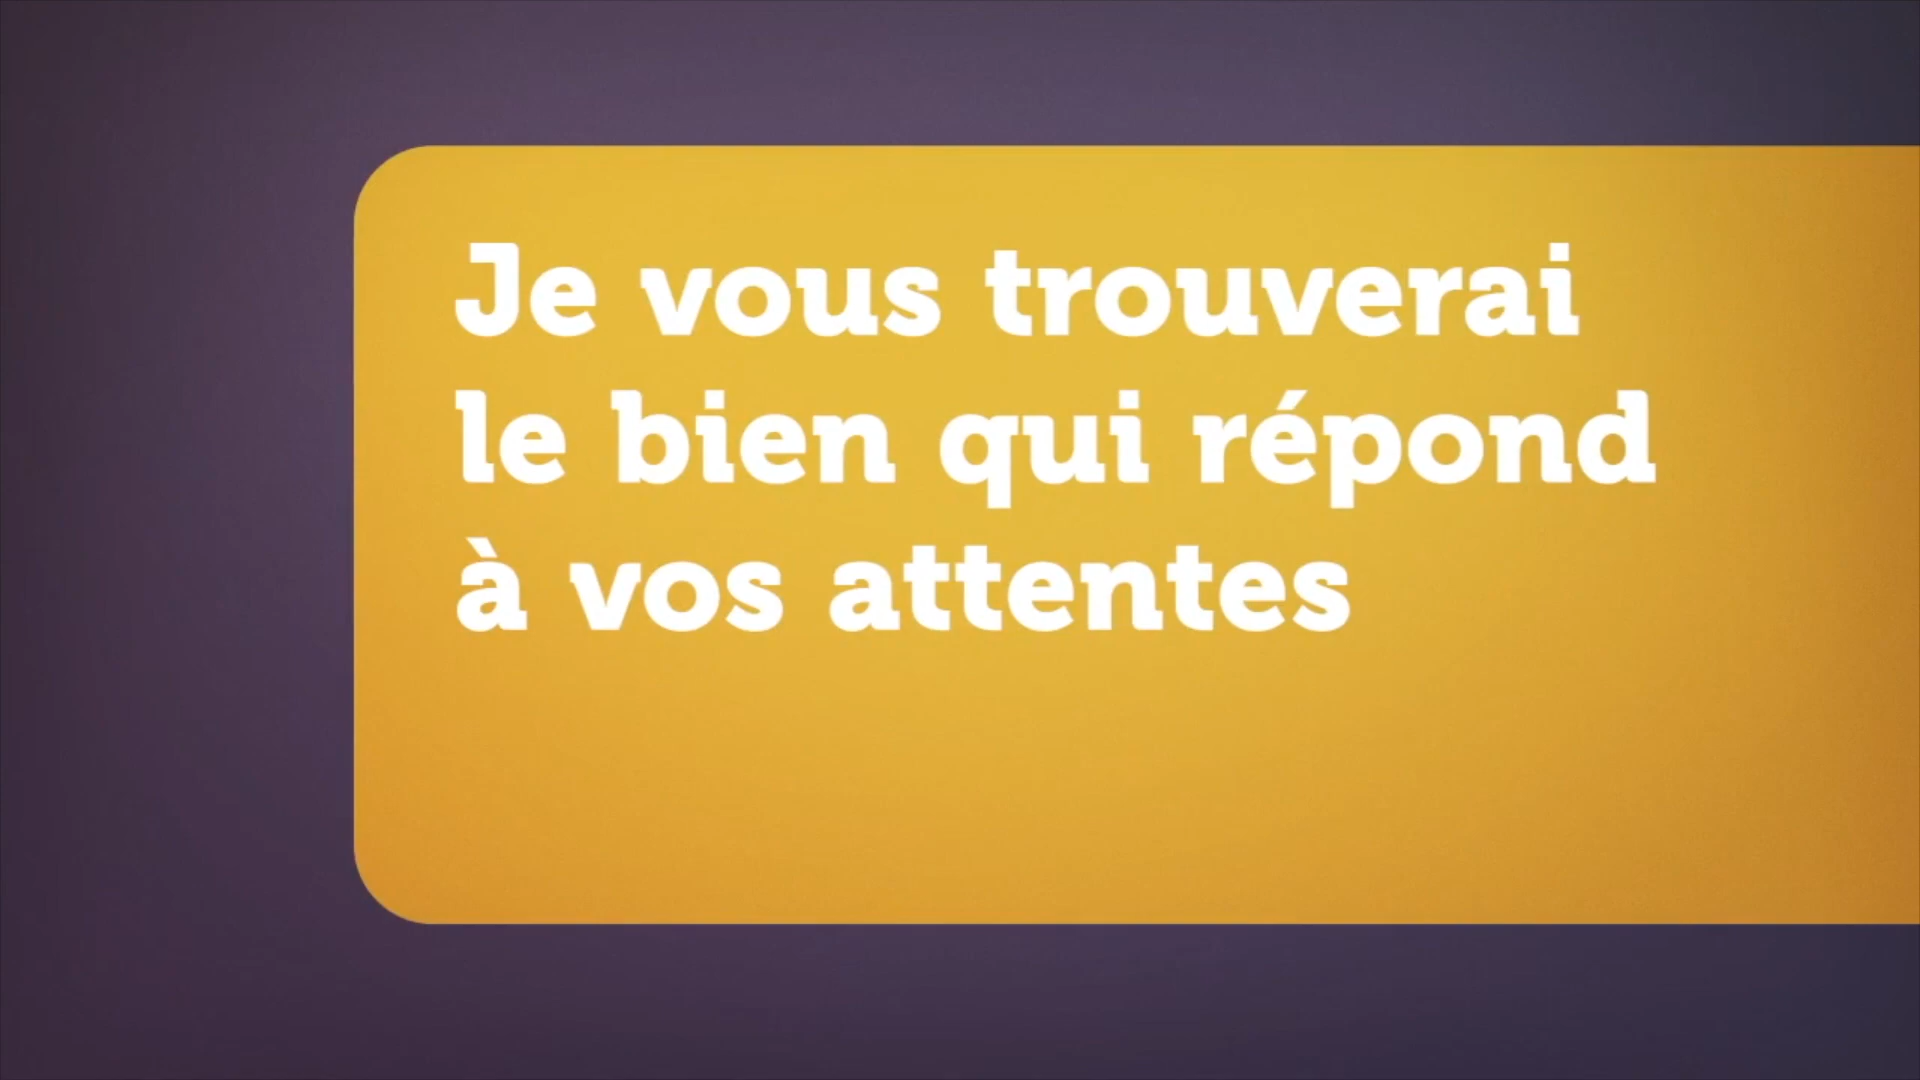 Je vous trouverai
le bien qui répond
à vos attentes